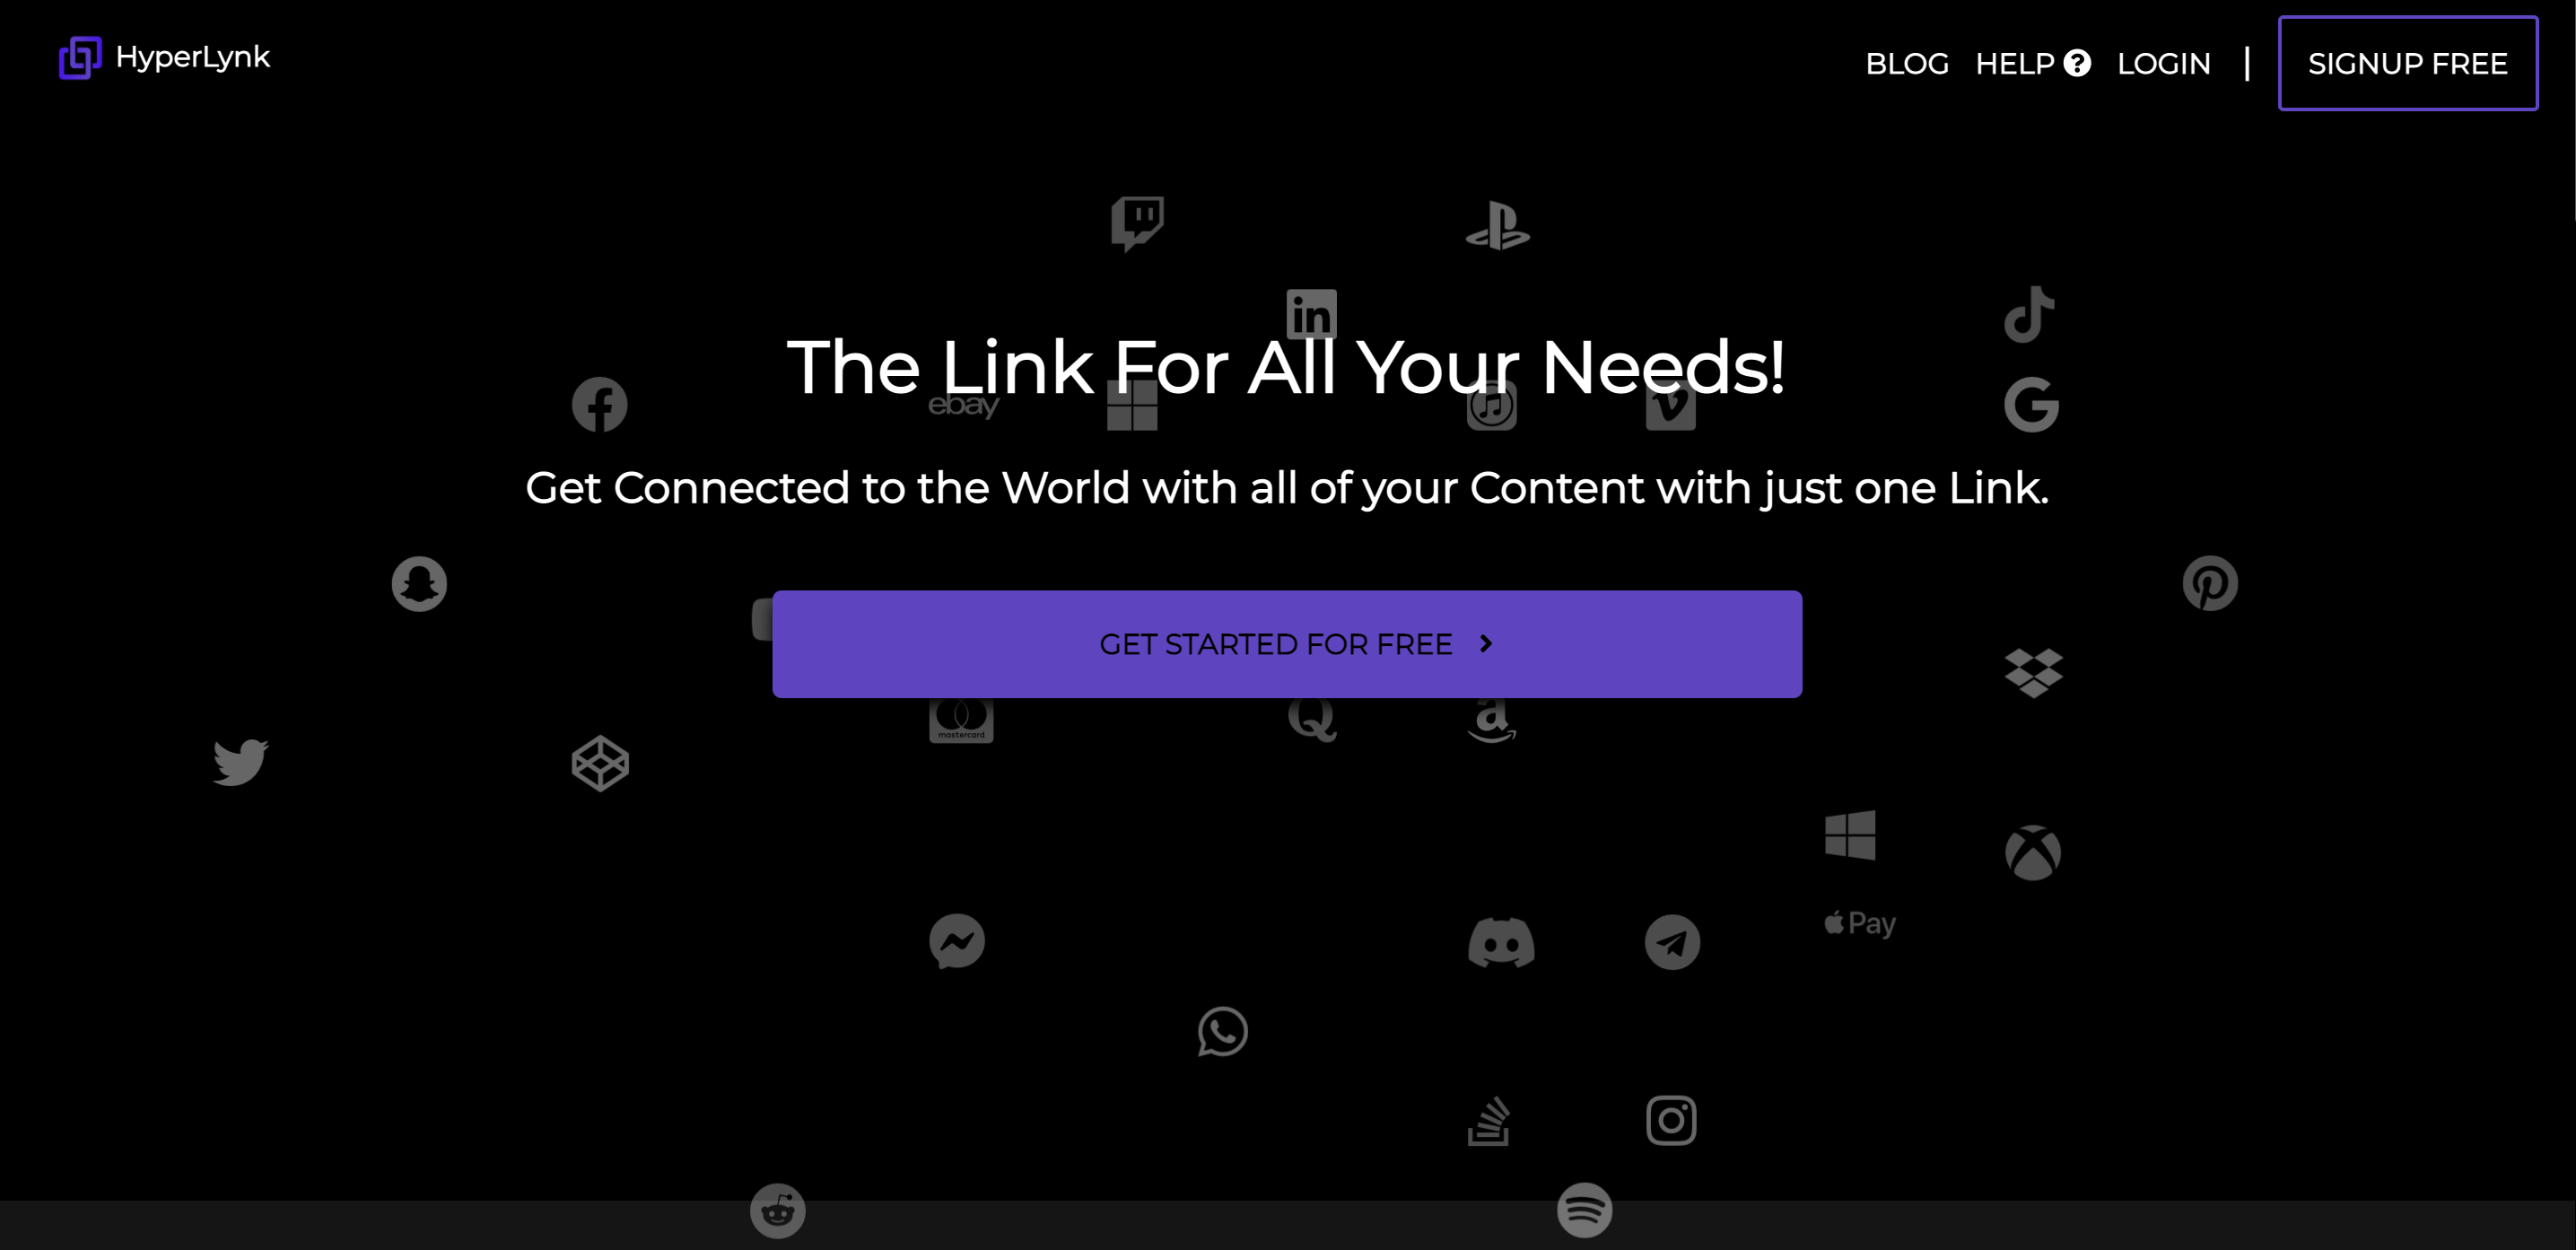 HyperLynk
BLOG HELP LOGIN | SIGNUP FREE
The Link For All Your Needs!
ebay
Get Connected to the World with all of your Content with just one Link.
GET STARTED FOR FREE
mastercard
Pay